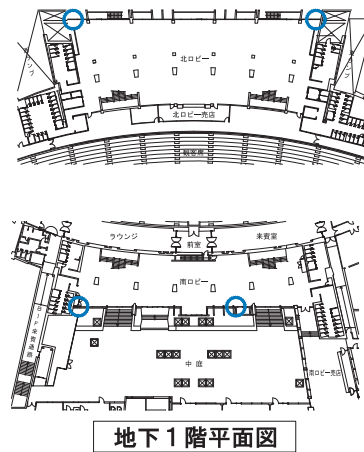 北ロビー
北ロビー売店
観客席
ラウンジ
前室
来賓室
南ロビー
中庭
南ロビー売店
地下1階平面図